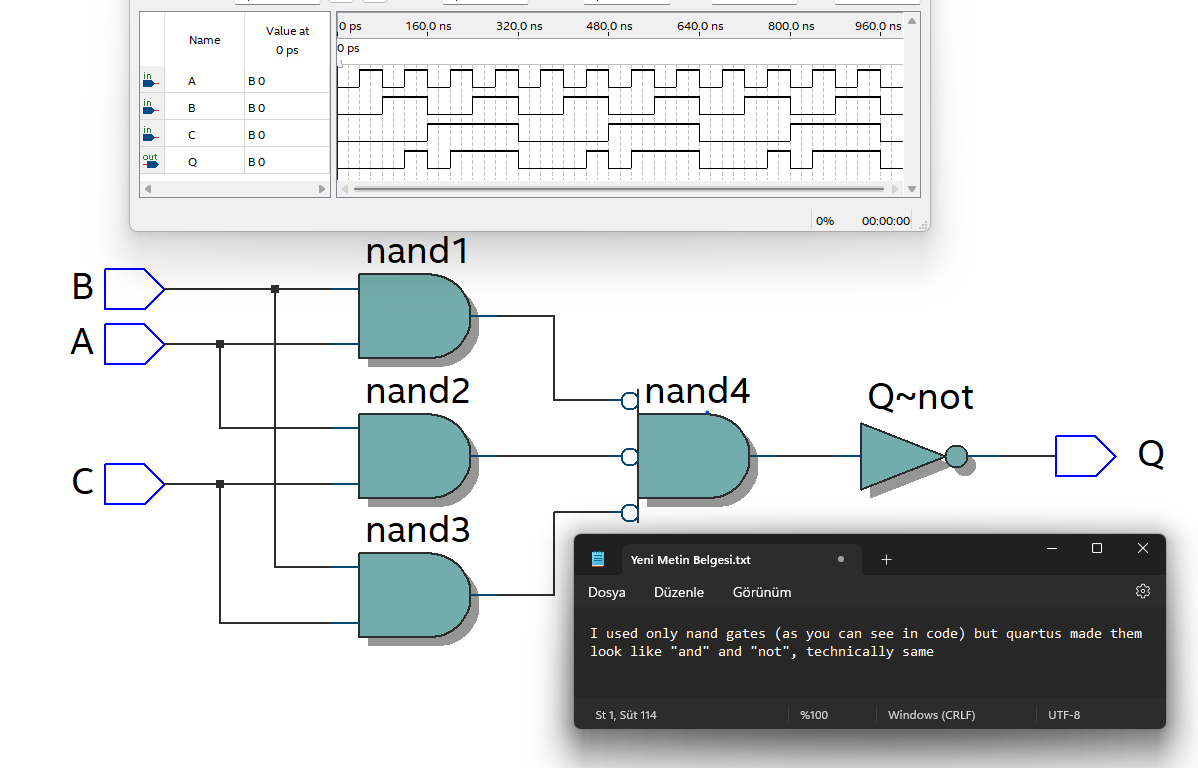 Name
Value at
0 ps
0 ps
160.0 ns
320.0 ns
480.0 ns
640.0 ns
800.0 ns
960.0 ns
0 ps
in
A
B 0
in
B
B 0
in
C
B 0
out
Q
B 0
0%
00:00:00
nand1
B
A
nand2
nand4
Q~not
C
Q
nand3
Yeni Metin Belgesi.txt
Dosya
Düzenle
Görünüm
I used only nand gates (as you can see in code) but quartus made them
look like "and" and "not", technically same
St 1, Süt 114
%100
Windows (CRLF)
UTF-8